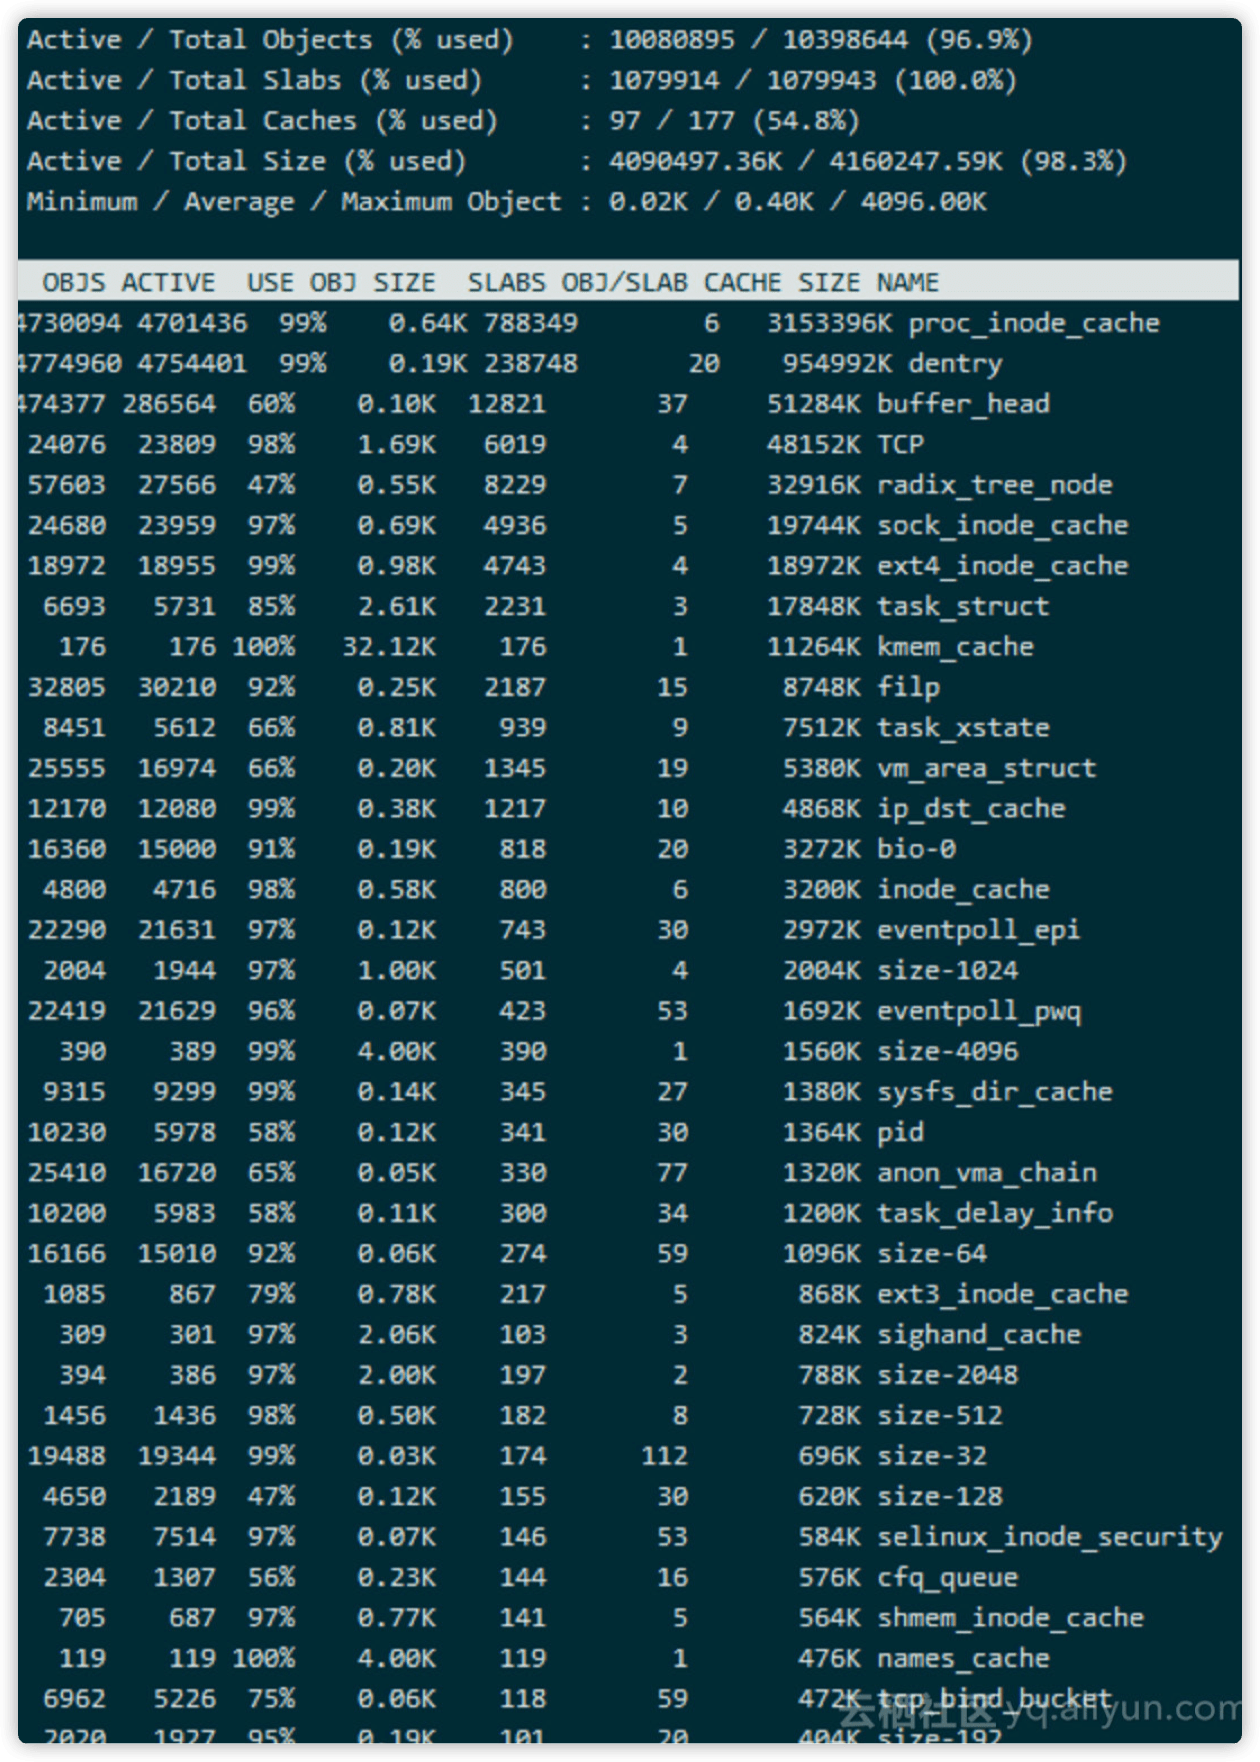 Active / Total Objects (% used)    : 10080895 / 10398644 (96.9%)
Active / Total Slabs (% used)      : 1079914 / 1079943 (100.0%)
Active / Total Caches (% used)     : 97 / 177 (54.8%)
Active / Total Size (% used)       : 4090497.36K / 4160247.59K (98.3%)
Minimum / Average / Maximum Object : 0.02K / 0.40K / 4096.00K
OBJS ACTIVE  USE OBJ SIZE  SLABS OBJ/SLAB CACHE SIZE NAME
4730094 4701436  99%    0.64K 788349        6   3153396K proc_inode_cache
4774960 4754401  99%    0.19K 238748       20    954992K dentry
474377 286564  60%    0.10K  12821       37     51284K buffer_head
24076  23809  98%    1.69K   6019        4     48152K TCP
57603  27566  47%    0.55K   8229        7     32916K radix_tree_node
24680  23959  97%    0.69K   4936        5     19744K sock_inode_cache
18972  18955  99%    0.98K   4743        4     18972K ext4_inode_cache
6693   5731  85%    2.61K   2231        3     17848K task_struct
176    176 100%   32.12K    176        1     11264K kmem_cache
32805  30210  92%    0.25K   2187       15      8748K filp
8451   5612  66%    0.81K    939        9      7512K task_xstate
25555  16974  66%    0.20K   1345       19      5380K vm_area_struct
12170  12080  99%    0.38K   1217       10      4868K ip_dst_cache
16360  15000  91%    0.19K    818       20      3272K bio-0
4800   4716  98%    0.58K    800        6      3200K inode_cache
22290  21631  97%    0.12K    743       30      2972K eventpoll_epi
2004   1944  97%    1.00K    501        4      2004K size-1024
22419  21629  96%    0.07K    423       53      1692K eventpoll_pwq
390    389  99%    4.00K    390        1      1560K size-4096
9315   9299  99%    0.14K    345       27      1380K sysfs_dir_cache
10230   5978  58%    0.12K    341       30      1364K pid
25410  16720  65%    0.05K    330       77      1320K anon_vma_chain
10200   5983  58%    0.11K    300       34      1200K task_delay_info
16166  15010  92%    0.06K    274       59      1096K size-64
1085    867  79%    0.78K    217        5       868K ext3_inode_cache
309    301  97%    2.06K    103        3       824K sighand_cache
394    386  97%    2.00K    197        2       788K size-2048
1456   1436  98%    0.50K    182        8       728K size-512
19488  19344  99%    0.03K    174      112       696K size-32
4650   2189  47%    0.12K    155       30       620K size-128
7738   7514  97%    0.07K    146       53       584K selinux_inode_security
2304   1307  56%    0.23K    144       16       576K cfq_queue
705    687  97%    0.77K    141        5       564K shmem_inode_cache
119    119 100%    4.00K    119        1       476K names_cache
6962   5226  75%    0.06K    118       59       472K tcp_bind_bucket
云栖社区 yq.aliyun.com
2020   1927  95%    0.19K    101       20       404K size-192